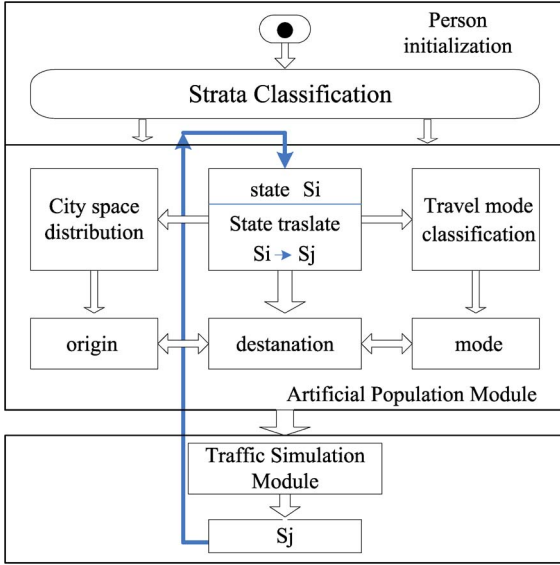 Person
initialization
Strata Classification
City space
distribution
state Si
State traslate
Si → Sj
Travel mode
classification
origin
destanation
mode
Artificial Population Module
Traffic Simulation
Module
Sj